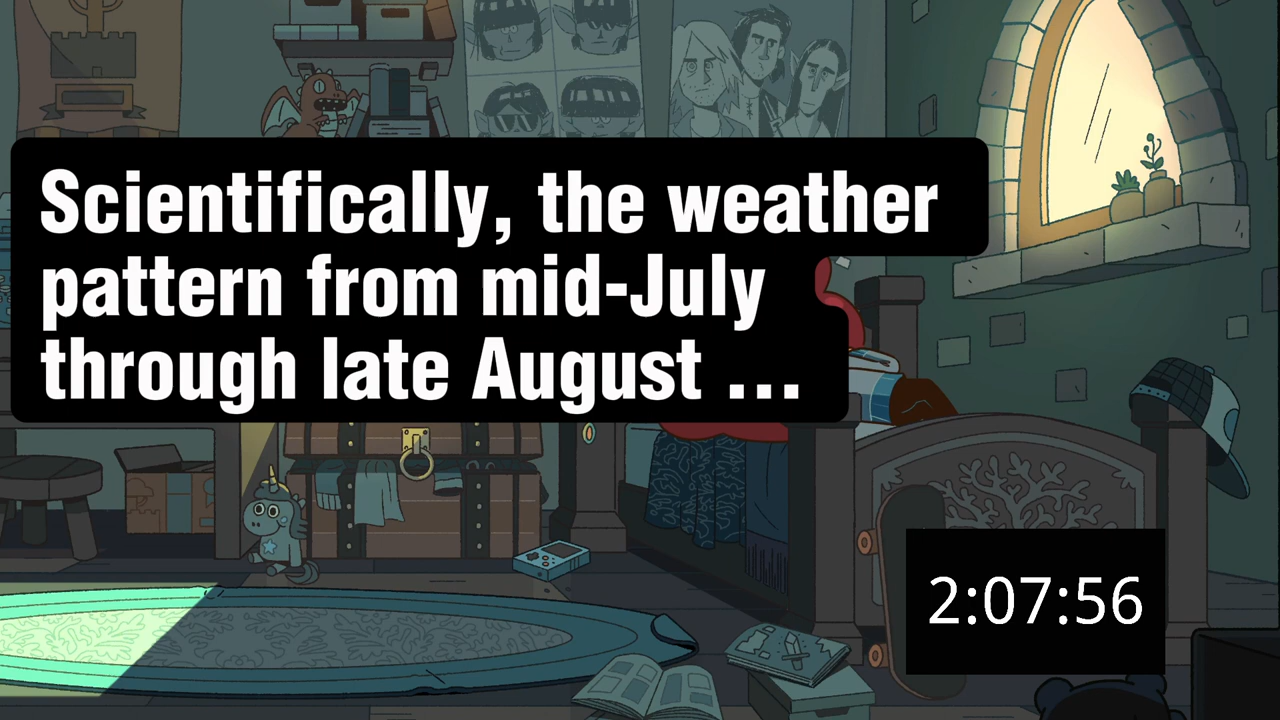 Scientifically, the weather
pattern from mid-July
through late August ...
2:07:56